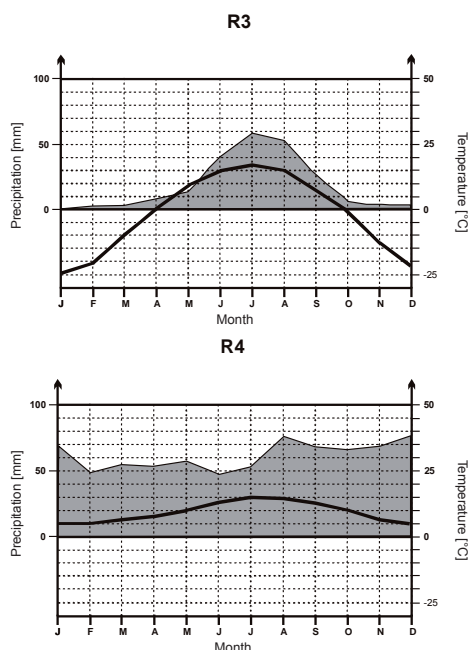 R3
100
50
0
50
25
0
-25
Precipitation [mm]
Temperature [°C]
J F M A M J J A S O N D
Month
R4
100
50
0
50
25
0
-25
Precipitation [mm]
Temperature [°C]
J F M A M J J A S O N D
Month